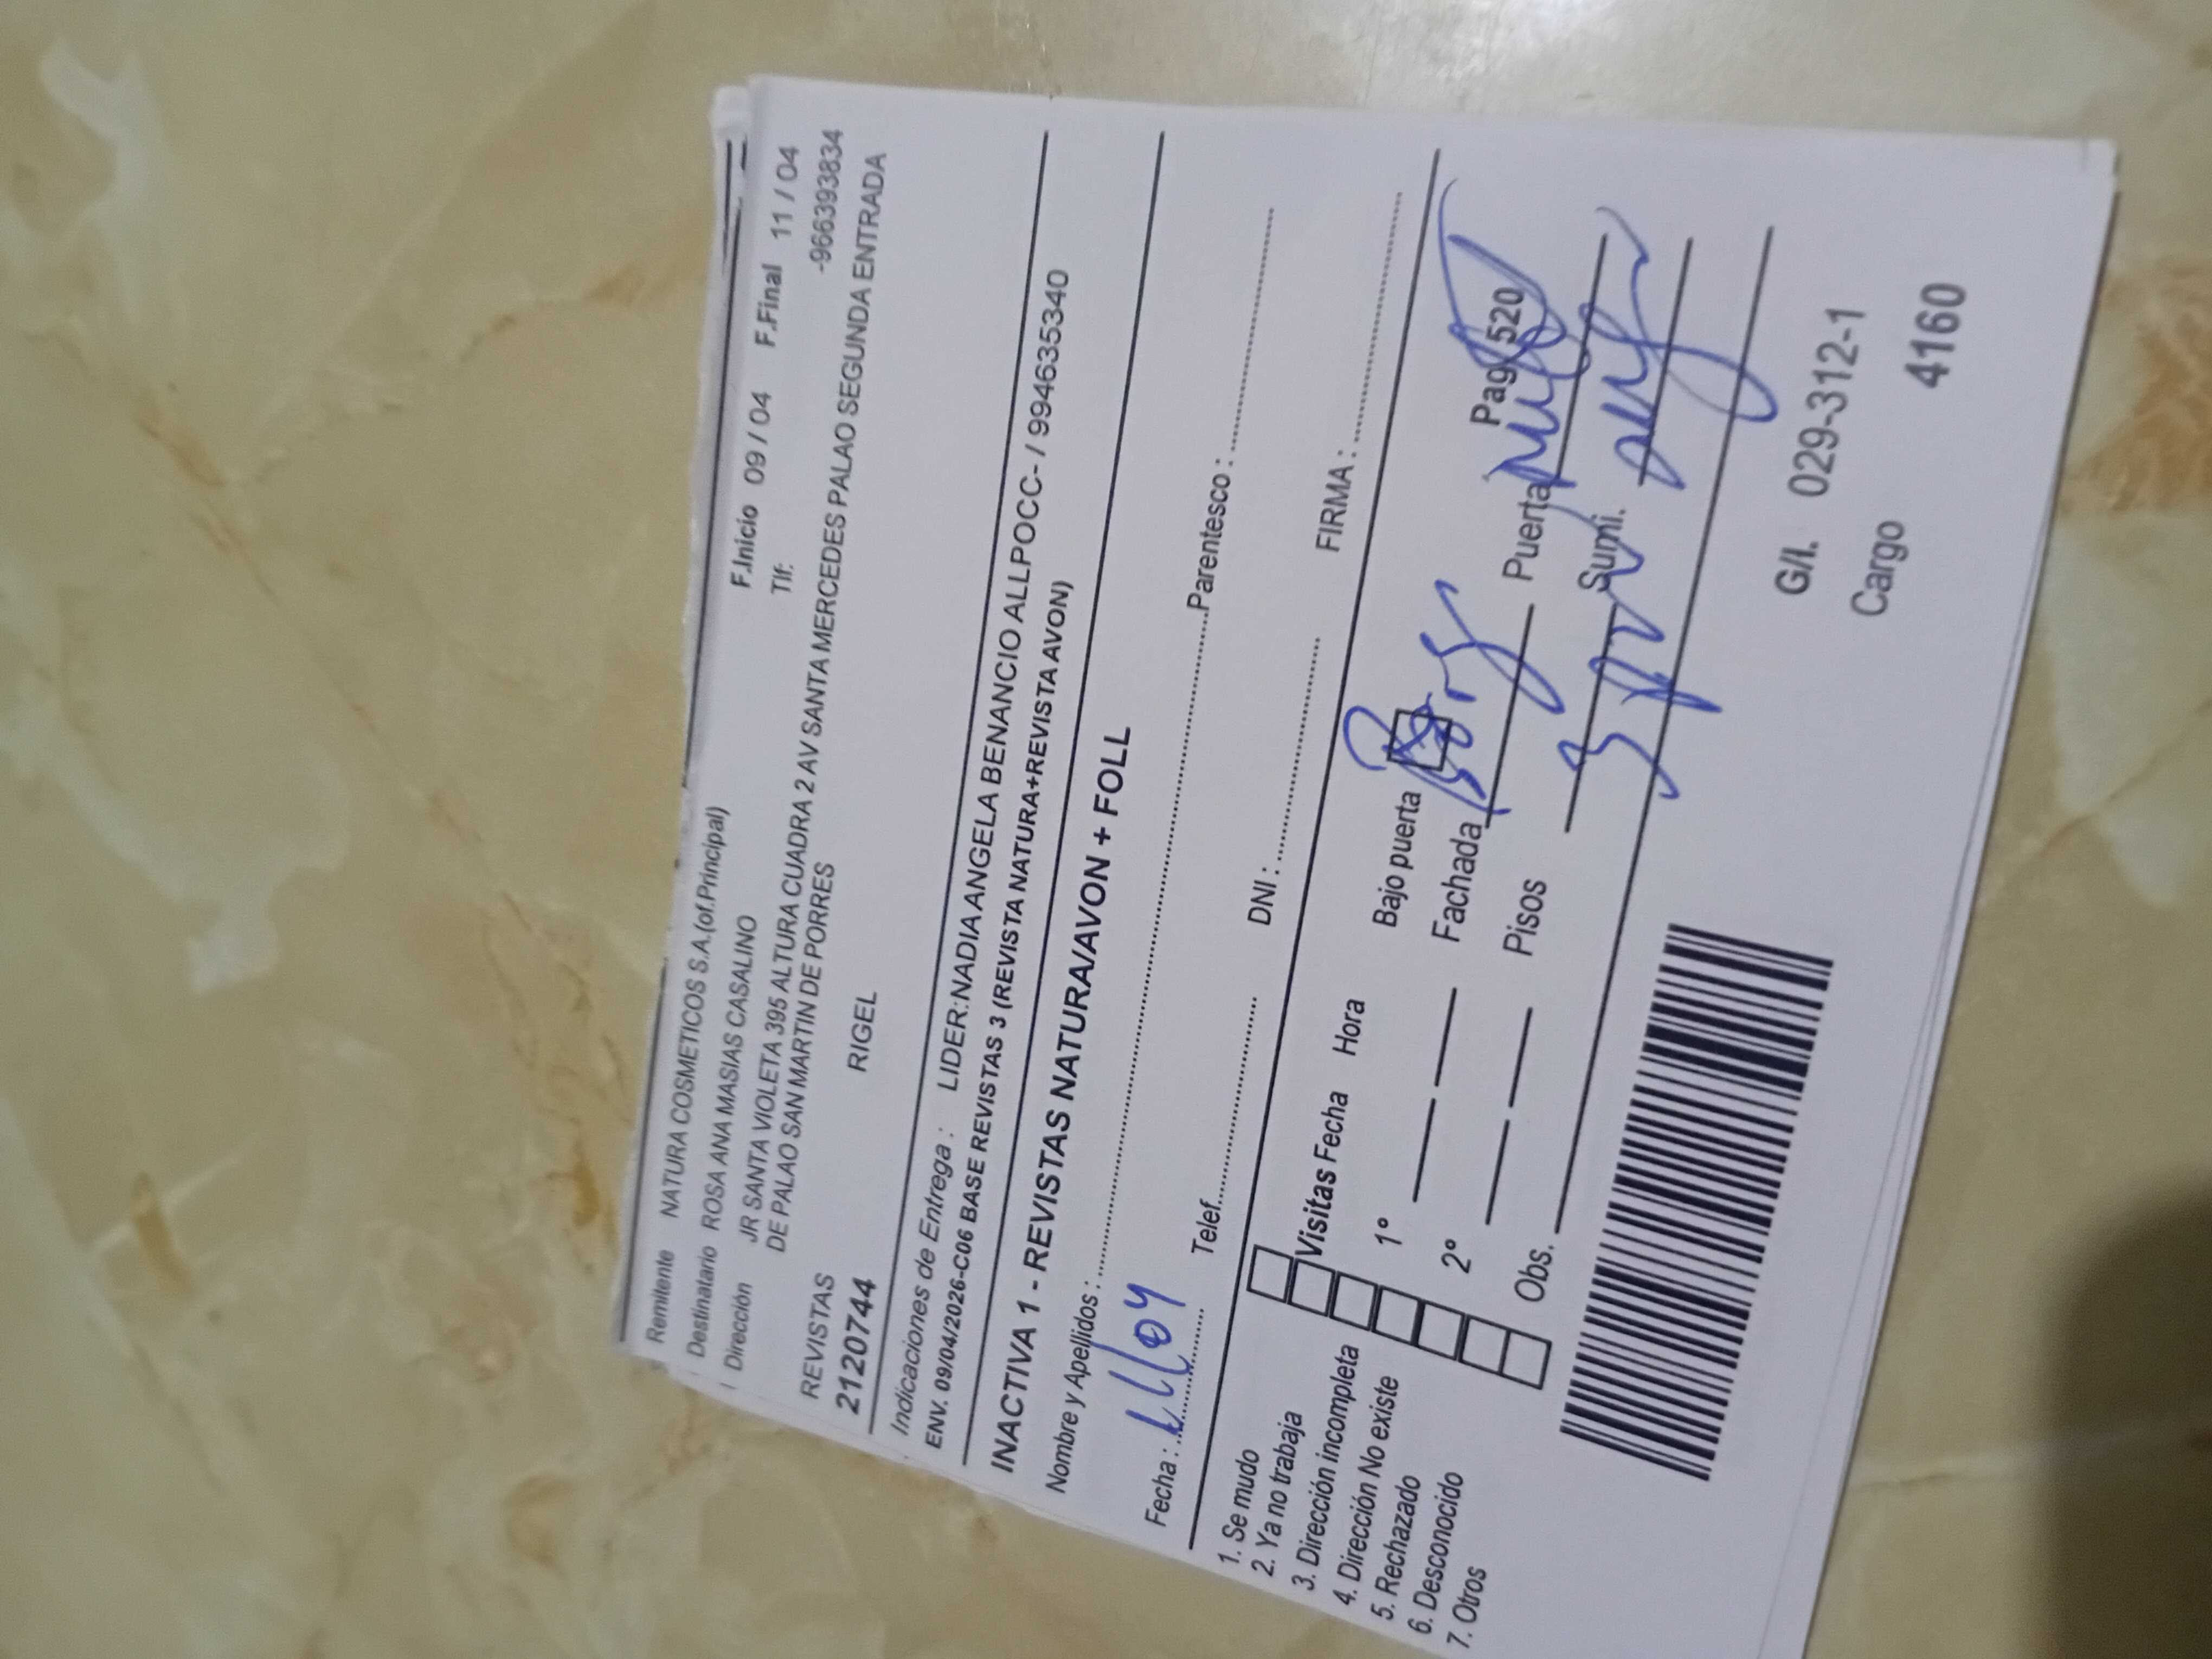 Remitente NATURA COSMETICOS S.A.(of.Principal)
Destinatario ROSA ANA MASIAS CASALINO F.Inicio 09 / 04 F.Final 11 / 04
Dirección JR SANTA VIOLETA 395 ALTURA CUADRA 2 AV SANTA MERCEDES PALAO SEGUNDA ENTRADA
DE PALAO SAN MARTIN DE PORRES
Tlf: -966393834
REVISTAS
2120744 RIGEL
Indicaciones de Entrega : LIDER:NADIA ANGELA BENANCIO ALLPOCC- / 994635340
ENV. 09/04/2026-C06 BASE REVISTAS 3 (REVISTA NATURA+REVISTA AVON)
INACTIVA 1 - REVISTAS NATURA/AVON + FOLL
Nombre y Apellidos : Parentesco :
Fecha : 11/04 Telef. DNI : FIRMA :
1. Se mudo
2. Ya no trabaja
3. Dirección incompleta
4. Dirección No existe
5. Rechazado
6. Desconocido
7. Otros
Visitas Fecha Hora
1º
2º
Obs.
Bajo puerta Pag 520
Fachada Puerta
Pisos Sumi.
G/I. 029-312-1
Cargo 4160